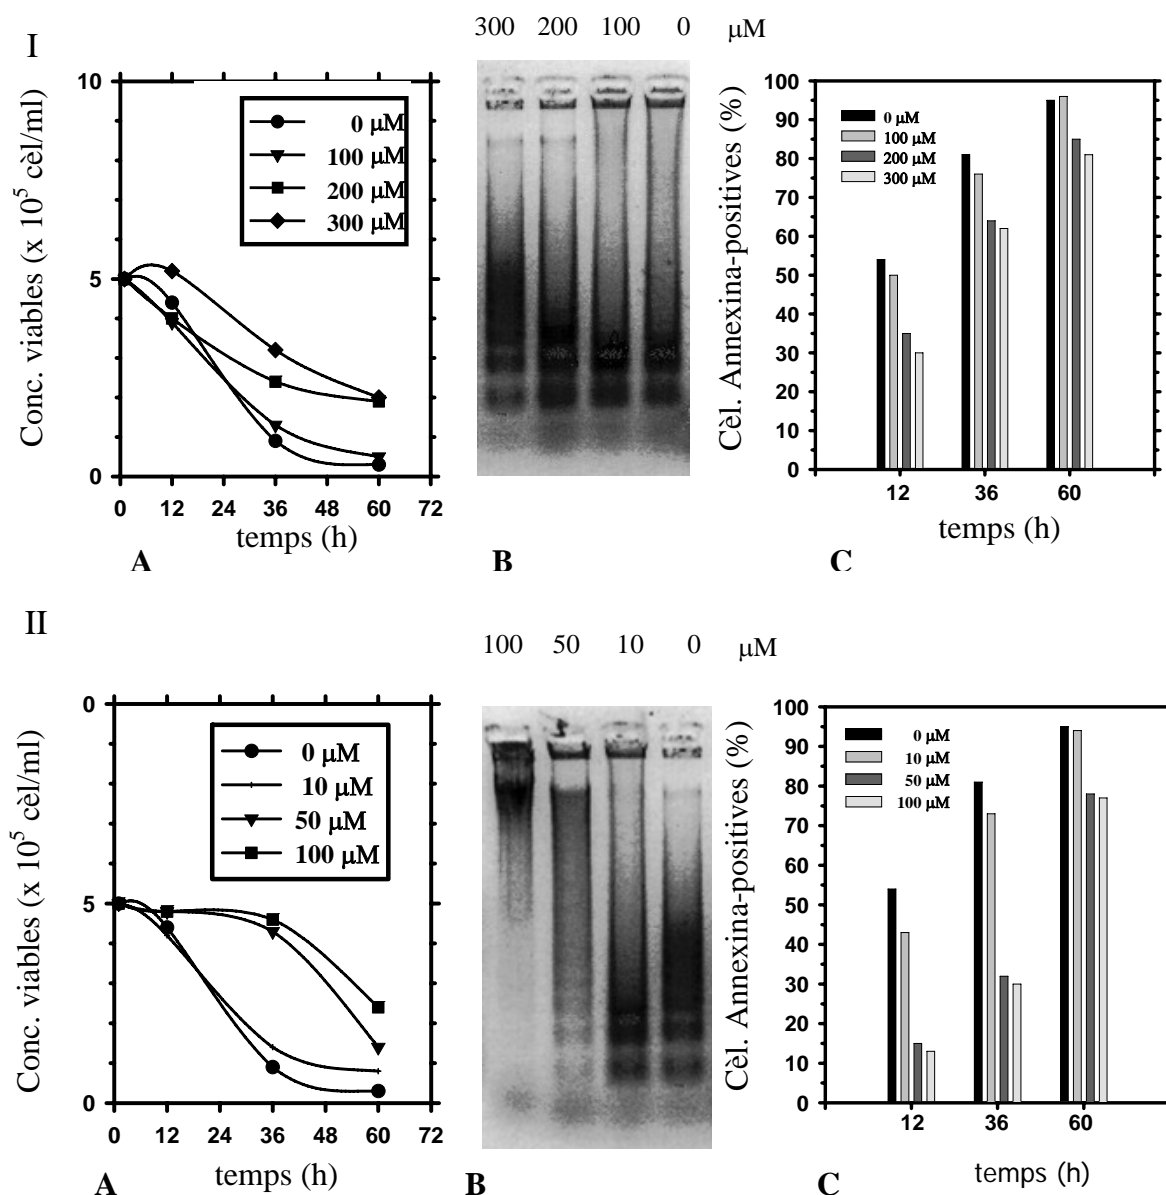 I
300 200 100 0 μM
10
5
0
Conc. viables (x 10⁵ cèl/ml)
0 μM
100 μM
200 μM
300 μM
0 12 24 36 48 60 72
temps (h)
A
B
Cèl. Annexina-positives (%)
100
90
80
70
60
50
40
30
20
10
0
0 μM
100 μM
200 μM
300 μM
12 36 60
temps (h)
C
II
100 50 10 0 μM
0
5
0
Conc. viables (x 10⁵ cèl/ml)
0 μM
10 μM
50 μM
100 μM
0 12 24 36 48 60 72
temps (h)
A
B
Cèl. Annexina-positives (%)
100
90
80
70
60
50
40
30
20
10
0
0 μM
10 μM
50 μM
100 μM
12 36 60
temps (h)
C